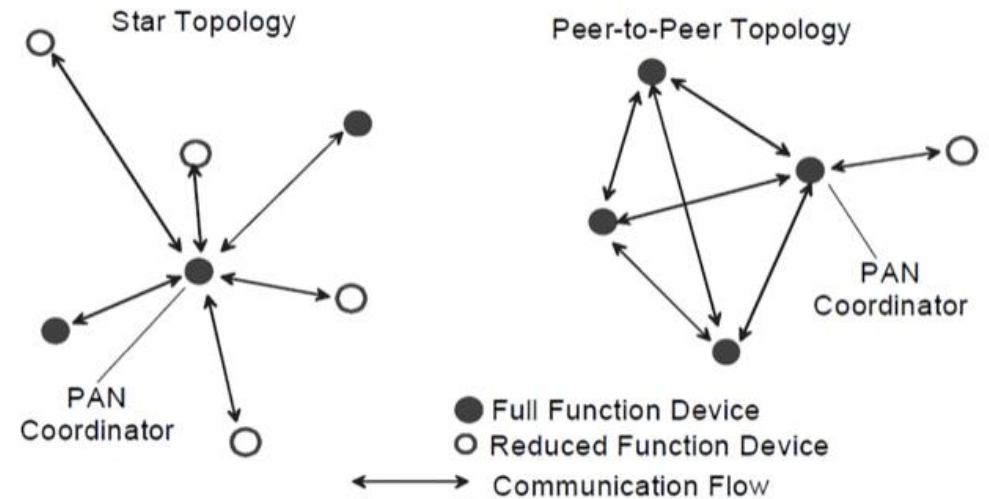 Star Topology
Peer-to-Peer Topology
PAN
Coordinator
PAN
Coordinator
Full Function Device
Reduced Function Device
Communication Flow